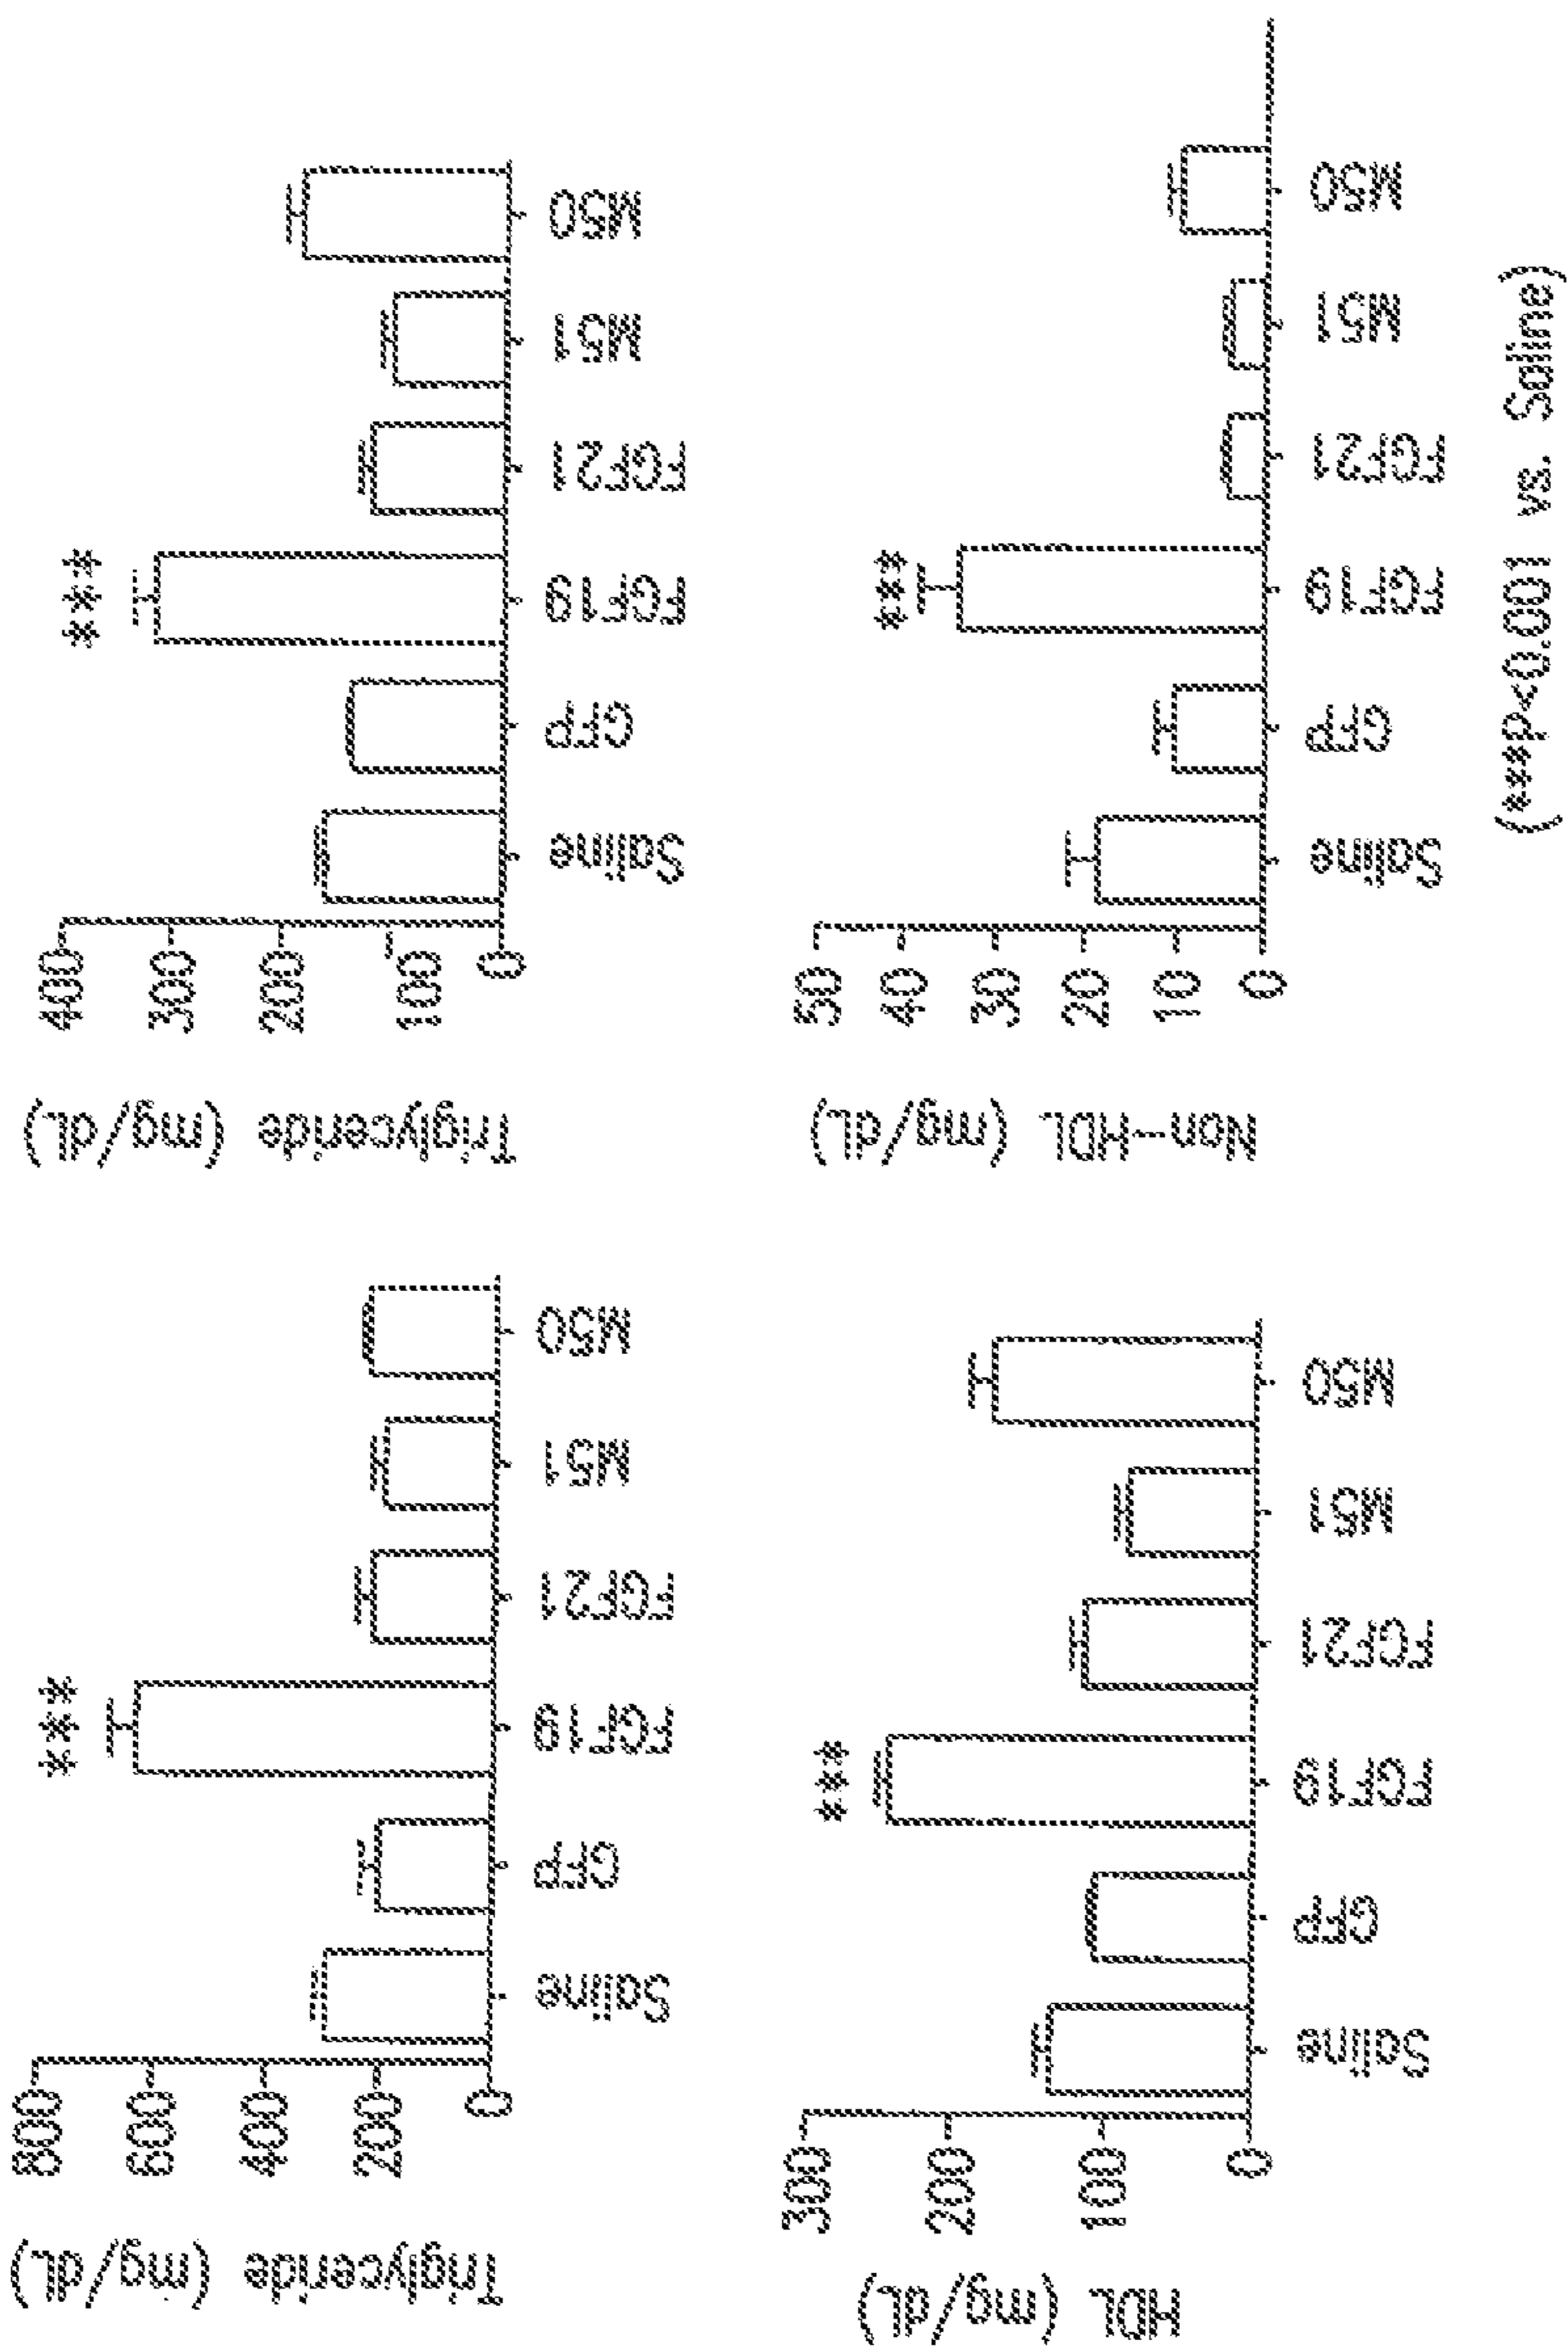 Triglyceride (mg/dL)
800
600
400
200
0
***
Saline
GFP
FGF19
FGF21
M51
M50
Triglyceride (mg/dL)
400
300
200
100
0
***
Saline
GFP
FGF19
FGF21
M51
M50
HDL (mg/dL)
300
200
100
0
***
Saline
GFP
FGF19
FGF21
M51
M50
Non-HDL (mg/dL)
50
40
30
20
10
0
***
Saline
GFP
FGF19
FGF21
M51
M50
(***p<0.001 vs. Saline)